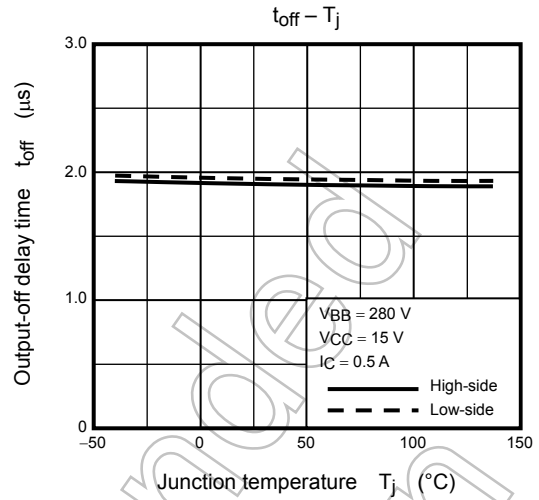 toff – Tj
3.0
2.0
1.0
0
Output-off delay time toff (μs)
VBB = 280 V
VCC = 15 V
IC = 0.5 A
High-side
Low-side
–50
0
50
100
150
Junction temperature Tj (°C)
nded